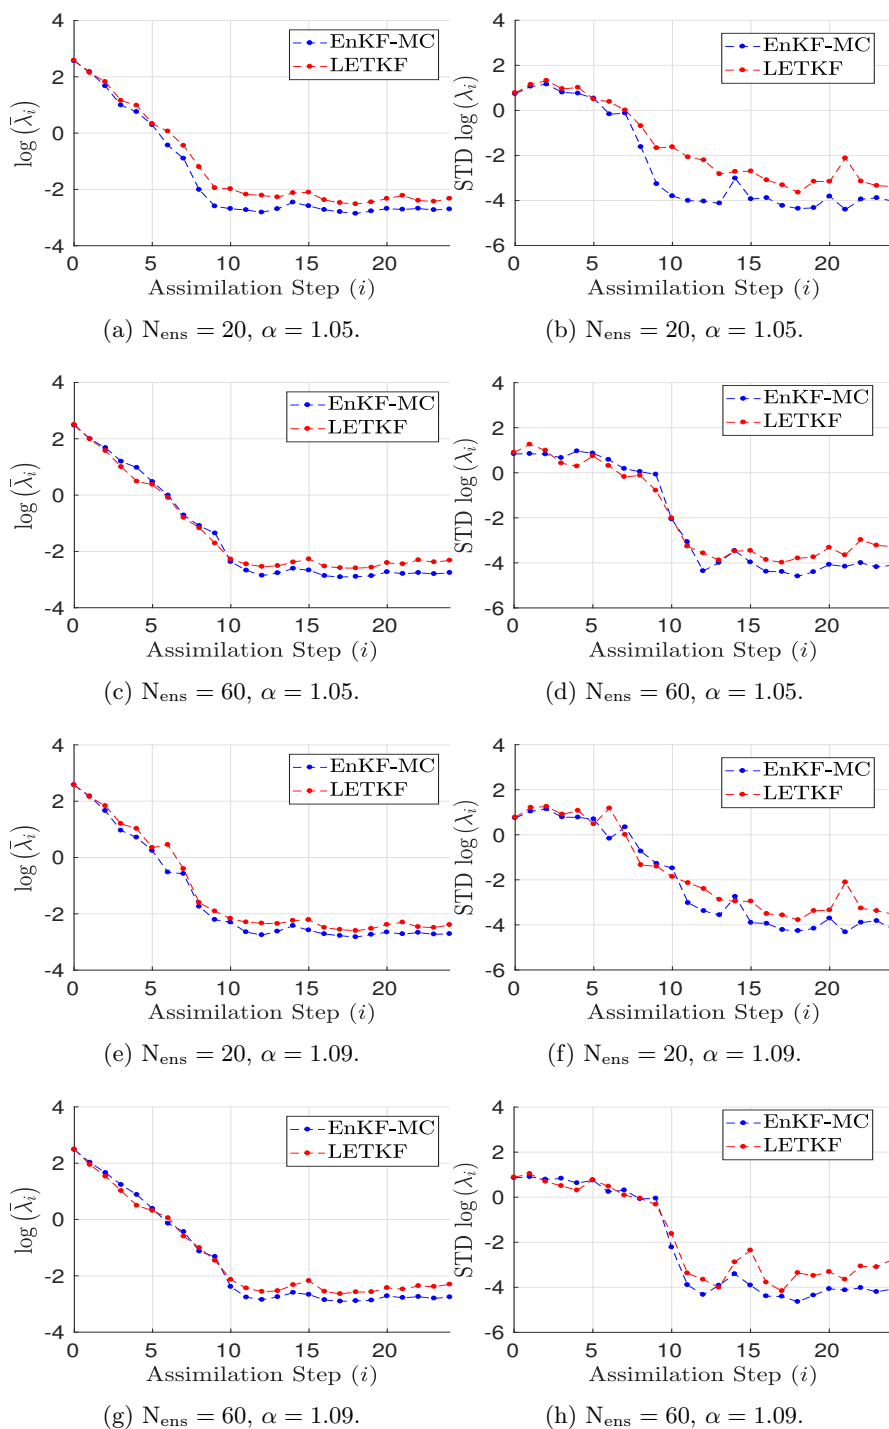 4
2
0
-2
-4
0 5 10 15 20
log (λ̄ᵢ)
Assimilation Step (i)
EnKF-MC
LETKF
(a) Nₑₙₛ = 20, α = 1.05.
4
2
0
-2
-4
-6
0 5 10 15 20
STD log (λᵢ)
Assimilation Step (i)
EnKF-MC
LETKF
(b) Nₑₙₛ = 20, α = 1.05.
4
2
0
-2
-4
0 5 10 15 20
log (λ̄ᵢ)
Assimilation Step (i)
EnKF-MC
LETKF
(c) Nₑₙₛ = 60, α = 1.05.
4
2
0
-2
-4
-6
0 5 10 15 20
STD log (λᵢ)
Assimilation Step (i)
EnKF-MC
LETKF
(d) Nₑₙₛ = 60, α = 1.05.
4
2
0
-2
-4
0 5 10 15 20
log (λ̄ᵢ)
Assimilation Step (i)
EnKF-MC
LETKF
(e) Nₑₙₛ = 20, α = 1.09.
4
2
0
-2
-4
-6
0 5 10 15 20
STD log (λᵢ)
Assimilation Step (i)
EnKF-MC
LETKF
(f) Nₑₙₛ = 20, α = 1.09.
4
2
0
-2
-4
0 5 10 15 20
log (λ̄ᵢ)
Assimilation Step (i)
EnKF-MC
LETKF
(g) Nₑₙₛ = 60, α = 1.09.
4
2
0
-2
-4
-6
0 5 10 15 20
STD log (λᵢ)
Assimilation Step (i)
EnKF-MC
LETKF
(h) Nₑₙₛ = 60, α = 1.09.